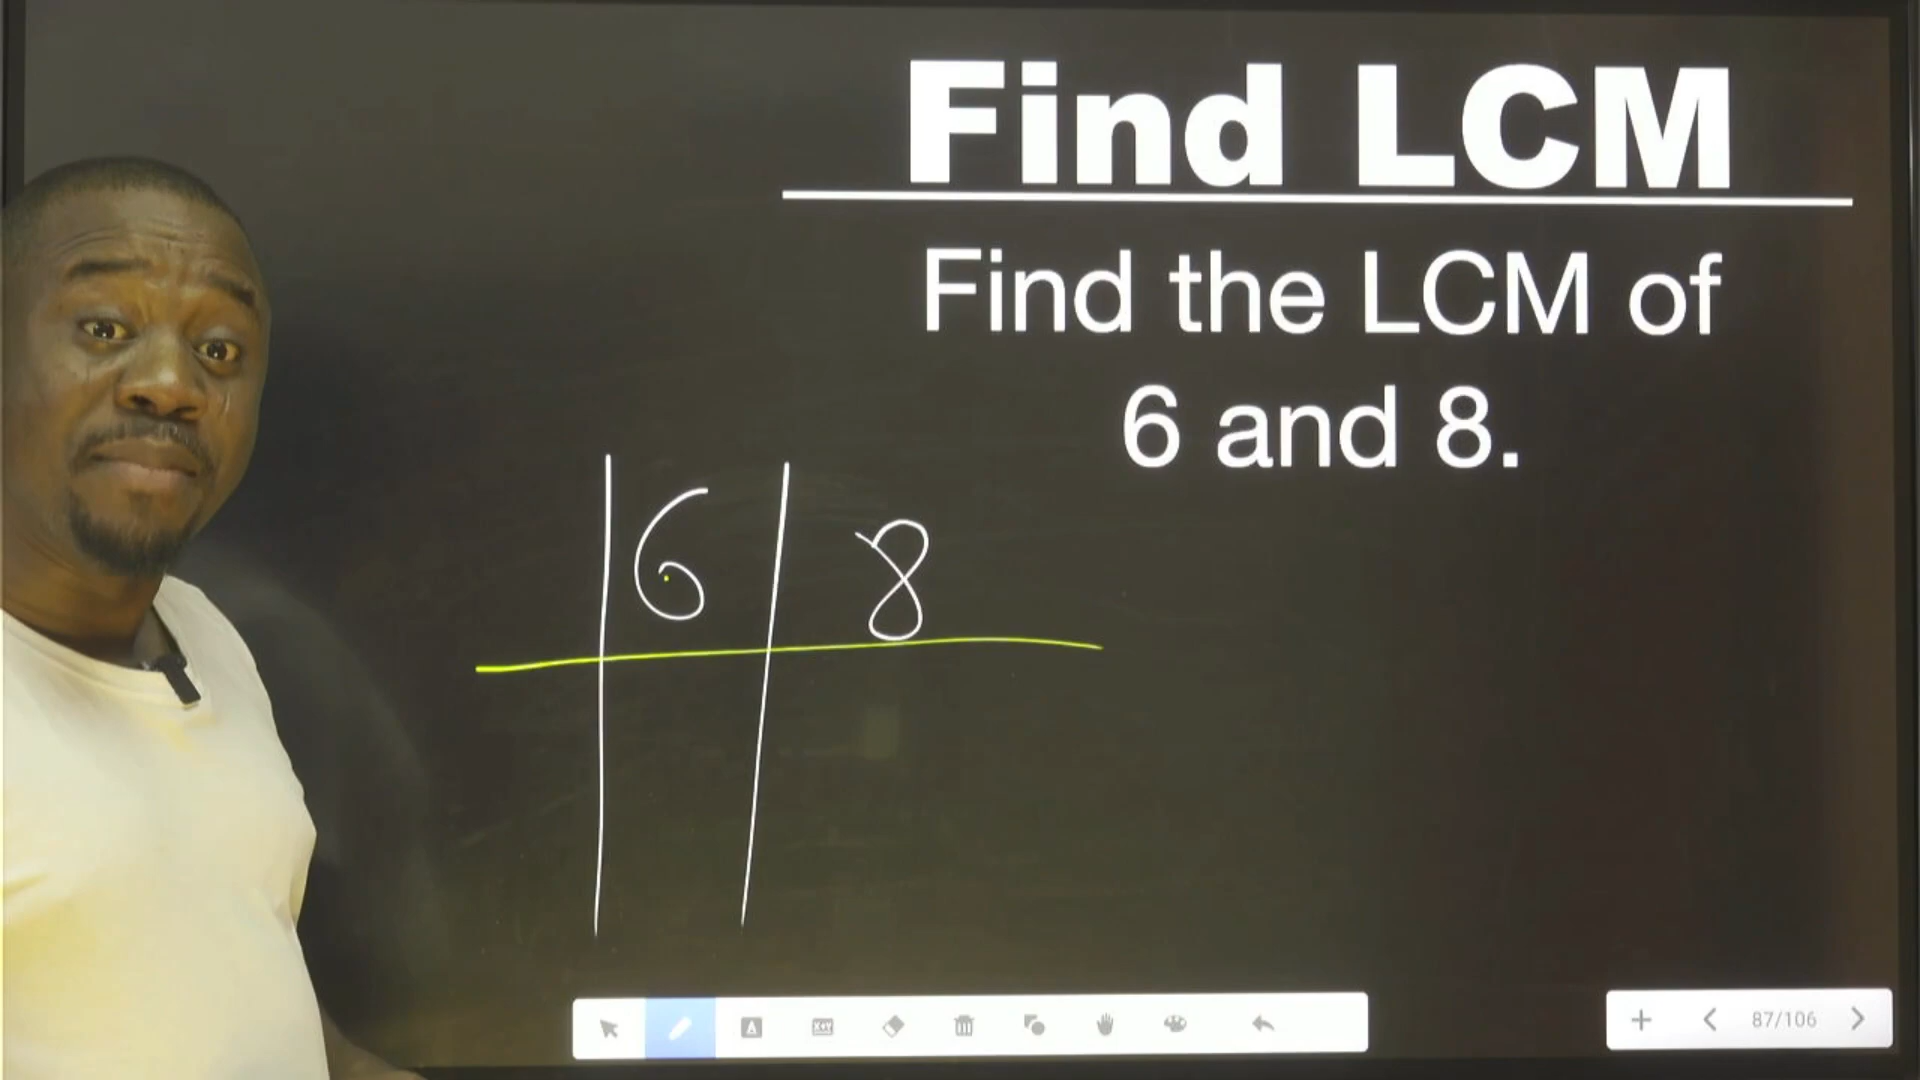 Find LCM
Find the LCM of
6 and 8.
6 8
A X+Y
87/106